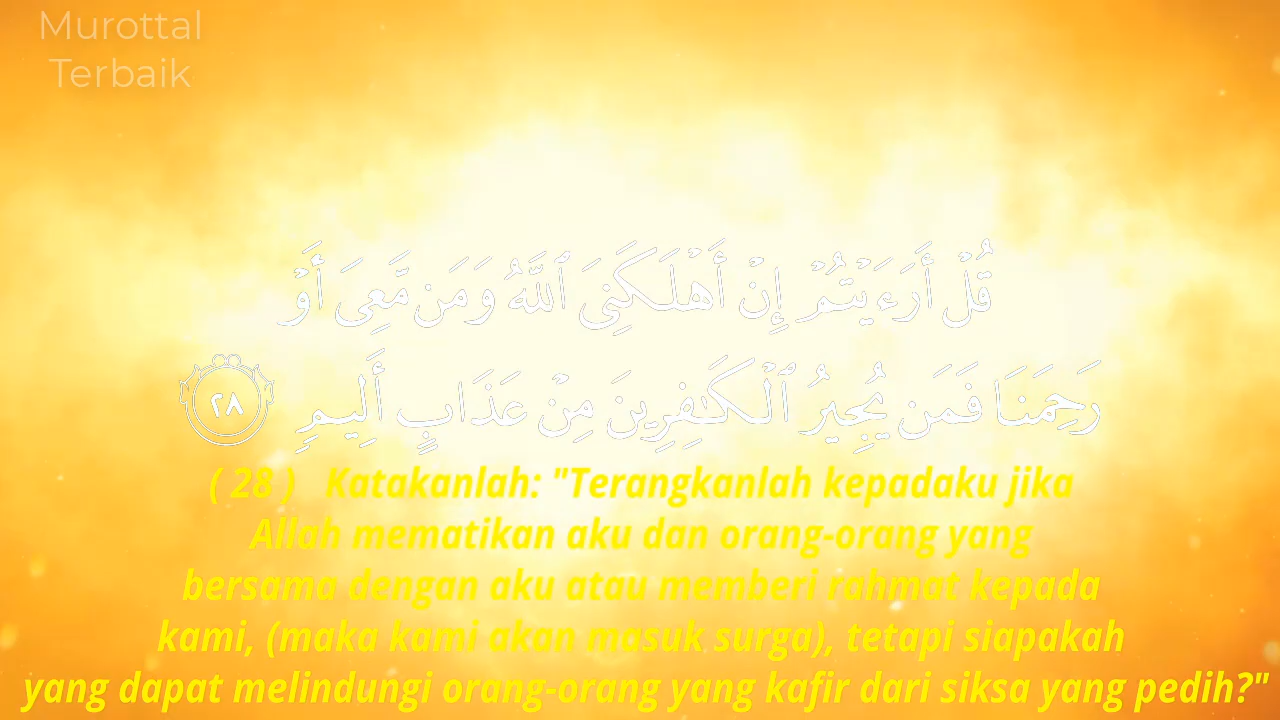 Murottal
Terbaik
قُلْ أَرَءَيْتُمْ إِنْ أَهْلَكَنِىَ ٱللَّهُ وَمَن مَّعِىَ أَوْ
رَحِمَنَا فَمَن يُجِيرُ ٱلْكَـٰفِرِينَ مِنْ عَذَابٍ أَلِيمٍ ٢٨
( 28 ) Katakanlah: "Terangkanlah kepadaku jika
Allah mematikan aku dan orang-orang yang
bersama dengan aku atau memberi rahmat kepada
kami, (maka kami akan masuk surga), tetapi siapakah
yang dapat melindungi orang-orang yang kafir dari siksa yang pedih?"